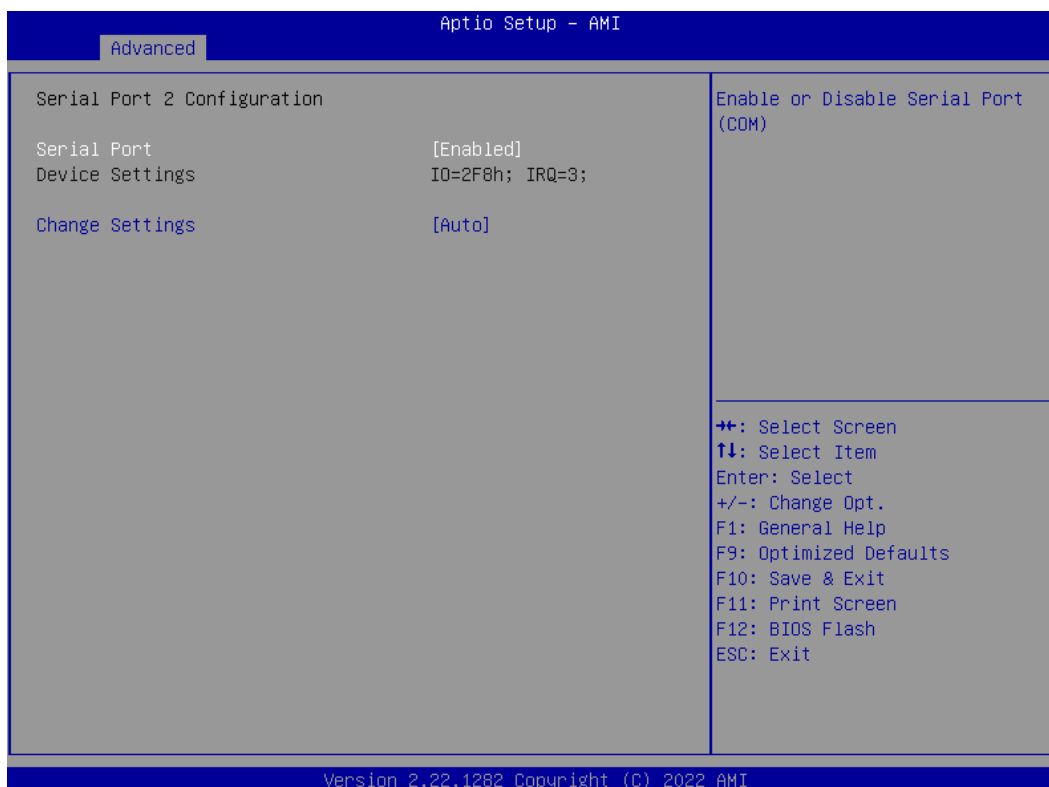 Aptio Setup – AMI
Advanced
Serial Port 2 Configuration
Serial Port [Enabled]
Device Settings IO=2F8h; IRQ=3;
Change Settings [Auto]
Enable or Disable Serial Port
(COM)
→←: Select Screen
↑↓: Select Item
Enter: Select
+/-: Change Opt.
F1: General Help
F9: Optimized Defaults
F10: Save & Exit
F11: Print Screen
F12: BIOS Flash
ESC: Exit
Version 2.22.1282 Copyright (C) 2022 AMI